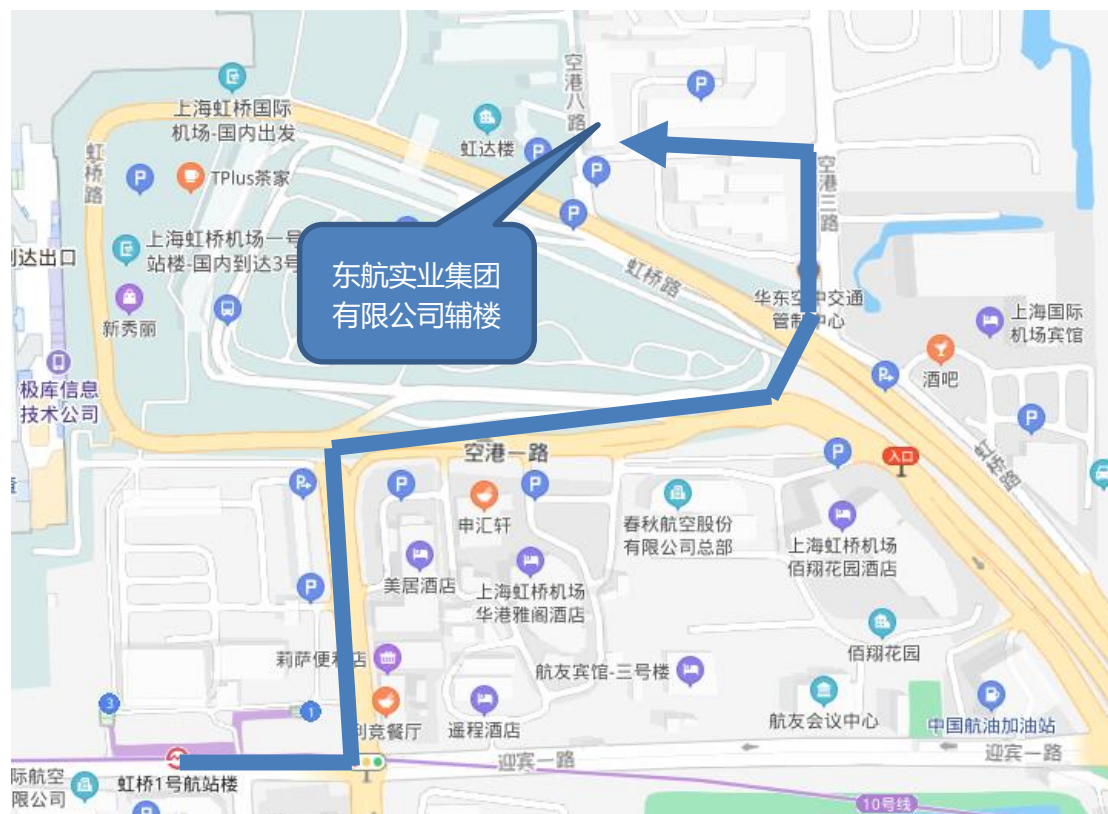 上海虹桥国际
机场-国内出发
空港八路
虹达楼
虹桥路
TPlus茶家
空港三路
上海虹桥机场一号
站楼-国内到达3号
到达出口
东航实业集团
有限公司辅楼
虹桥路
华东空中交通
管制中心
上海国际
机场宾馆
新秀丽
酒吧
极库信息
技术公司
空港一路
入口
虹桥路
申汇轩
春秋航空股份
有限公司总部
上海虹桥机场
佰翔花园酒店
美居酒店
上海虹桥机场
华港雅阁酒店
佰翔花园
莉萨便利店
航友宾馆-三号楼
3
1
利竞餐厅
遥程酒店
航友会议中心
中国航油加油站
迎宾一路
迎宾一路
虹桥1号航站楼
际航空
限公司
10号线